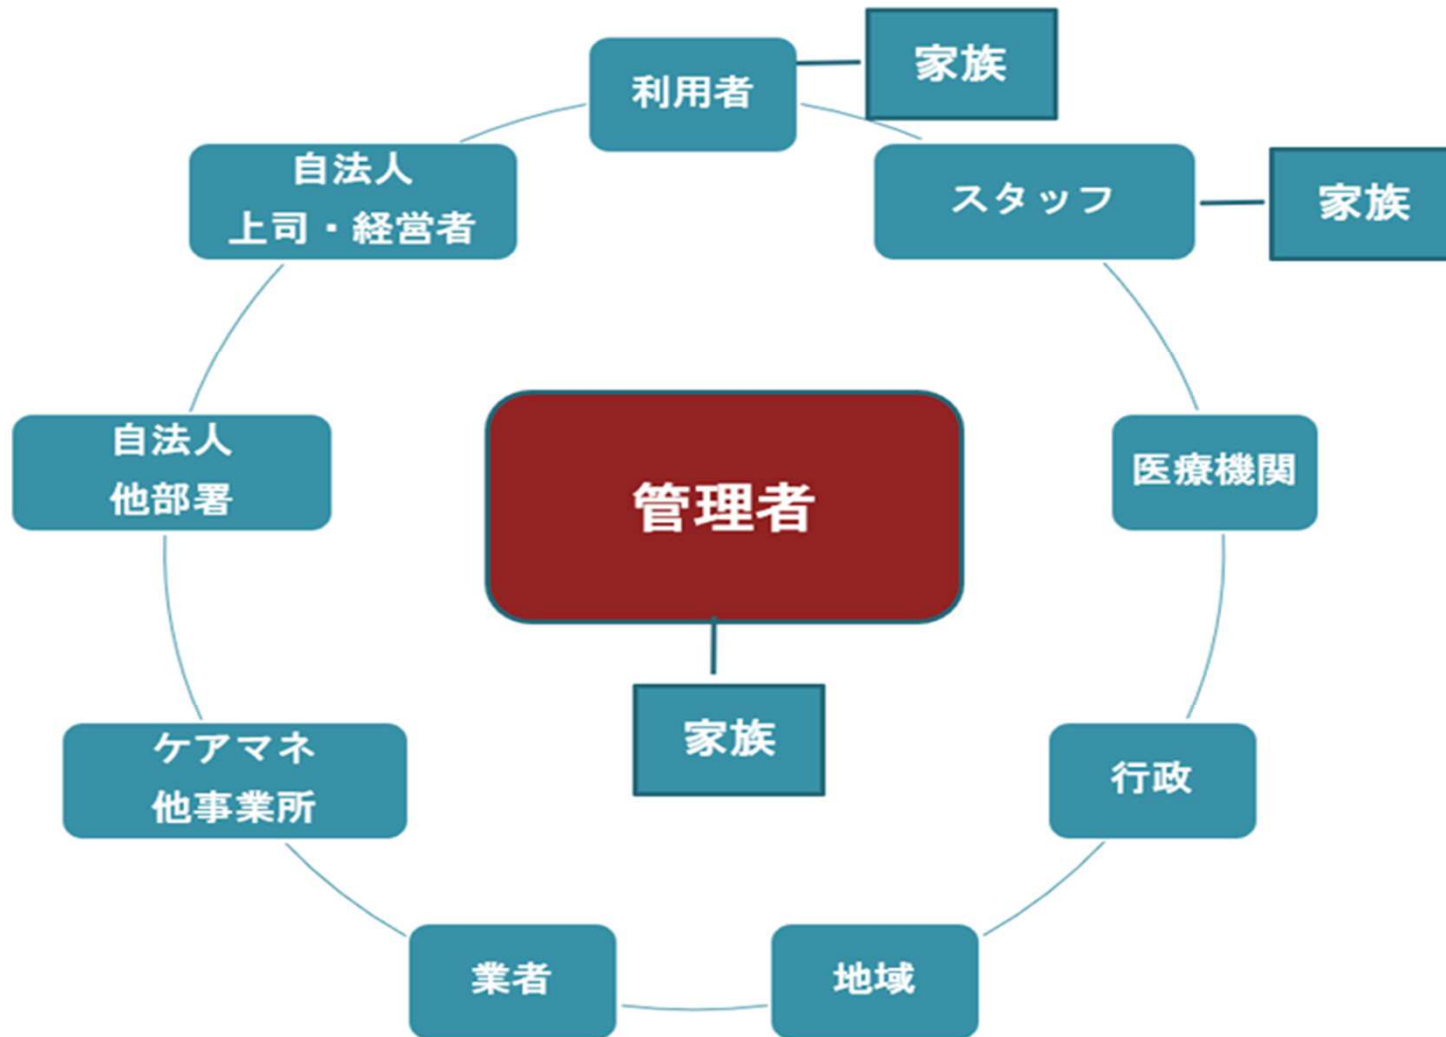 利用者
家族
スタッフ
家族
自法人
上司・経営者
医療機関
自法人
他部署
管理者
家族
行政
ケアマネ
他事業所
地域
業者